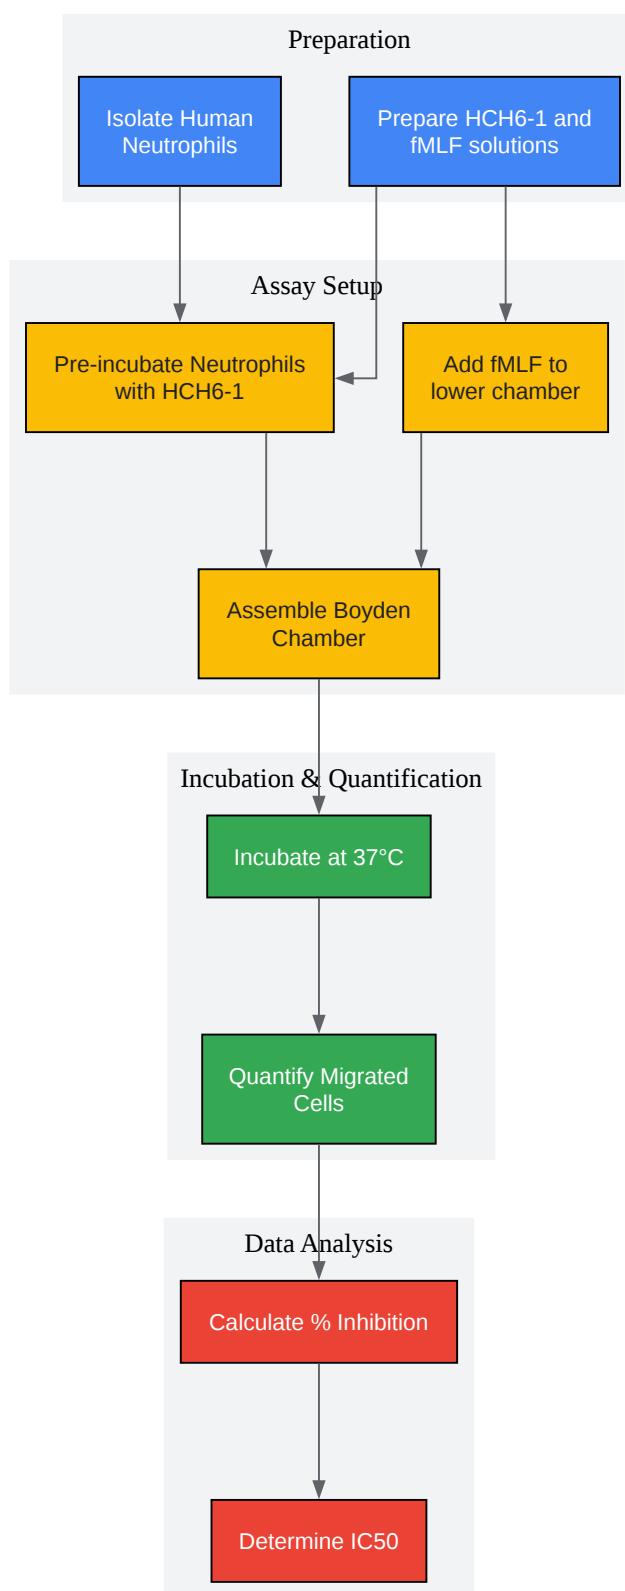 Preparation
Isolate Human
Neutrophils
Prepare HCH6-1 and
fMLF solutions
Assay Setup
Pre-incubate Neutrophils
with HCH6-1
Add fMLF to
lower chamber
Assemble Boyden
Chamber
Incubation & Quantification
Incubate at 37°C
Quantify Migrated
Cells
Data Analysis
Calculate % Inhibition
Determine IC50